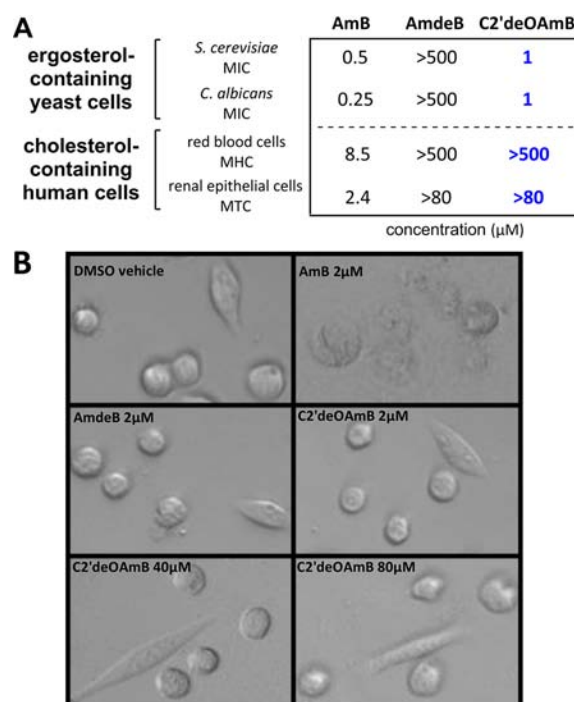 A
AmB AmdeB C2'deOAmB
ergosterol-
containing
yeast cells
S. cerevisiae
MIC
0.5 >500 1
C. albicans
MIC
0.25 >500 1
cholesterol-
containing
human cells
red blood cells
MHC
8.5 >500 >500
renal epithelial cells
MTC
2.4 >80 >80
concentration (μM)
B
DMSO vehicle
AmB 2μM
AmdeB 2μM
C2'deOAmB 2μM
C2'deOAmB 40μM
C2'deOAmB 80μM